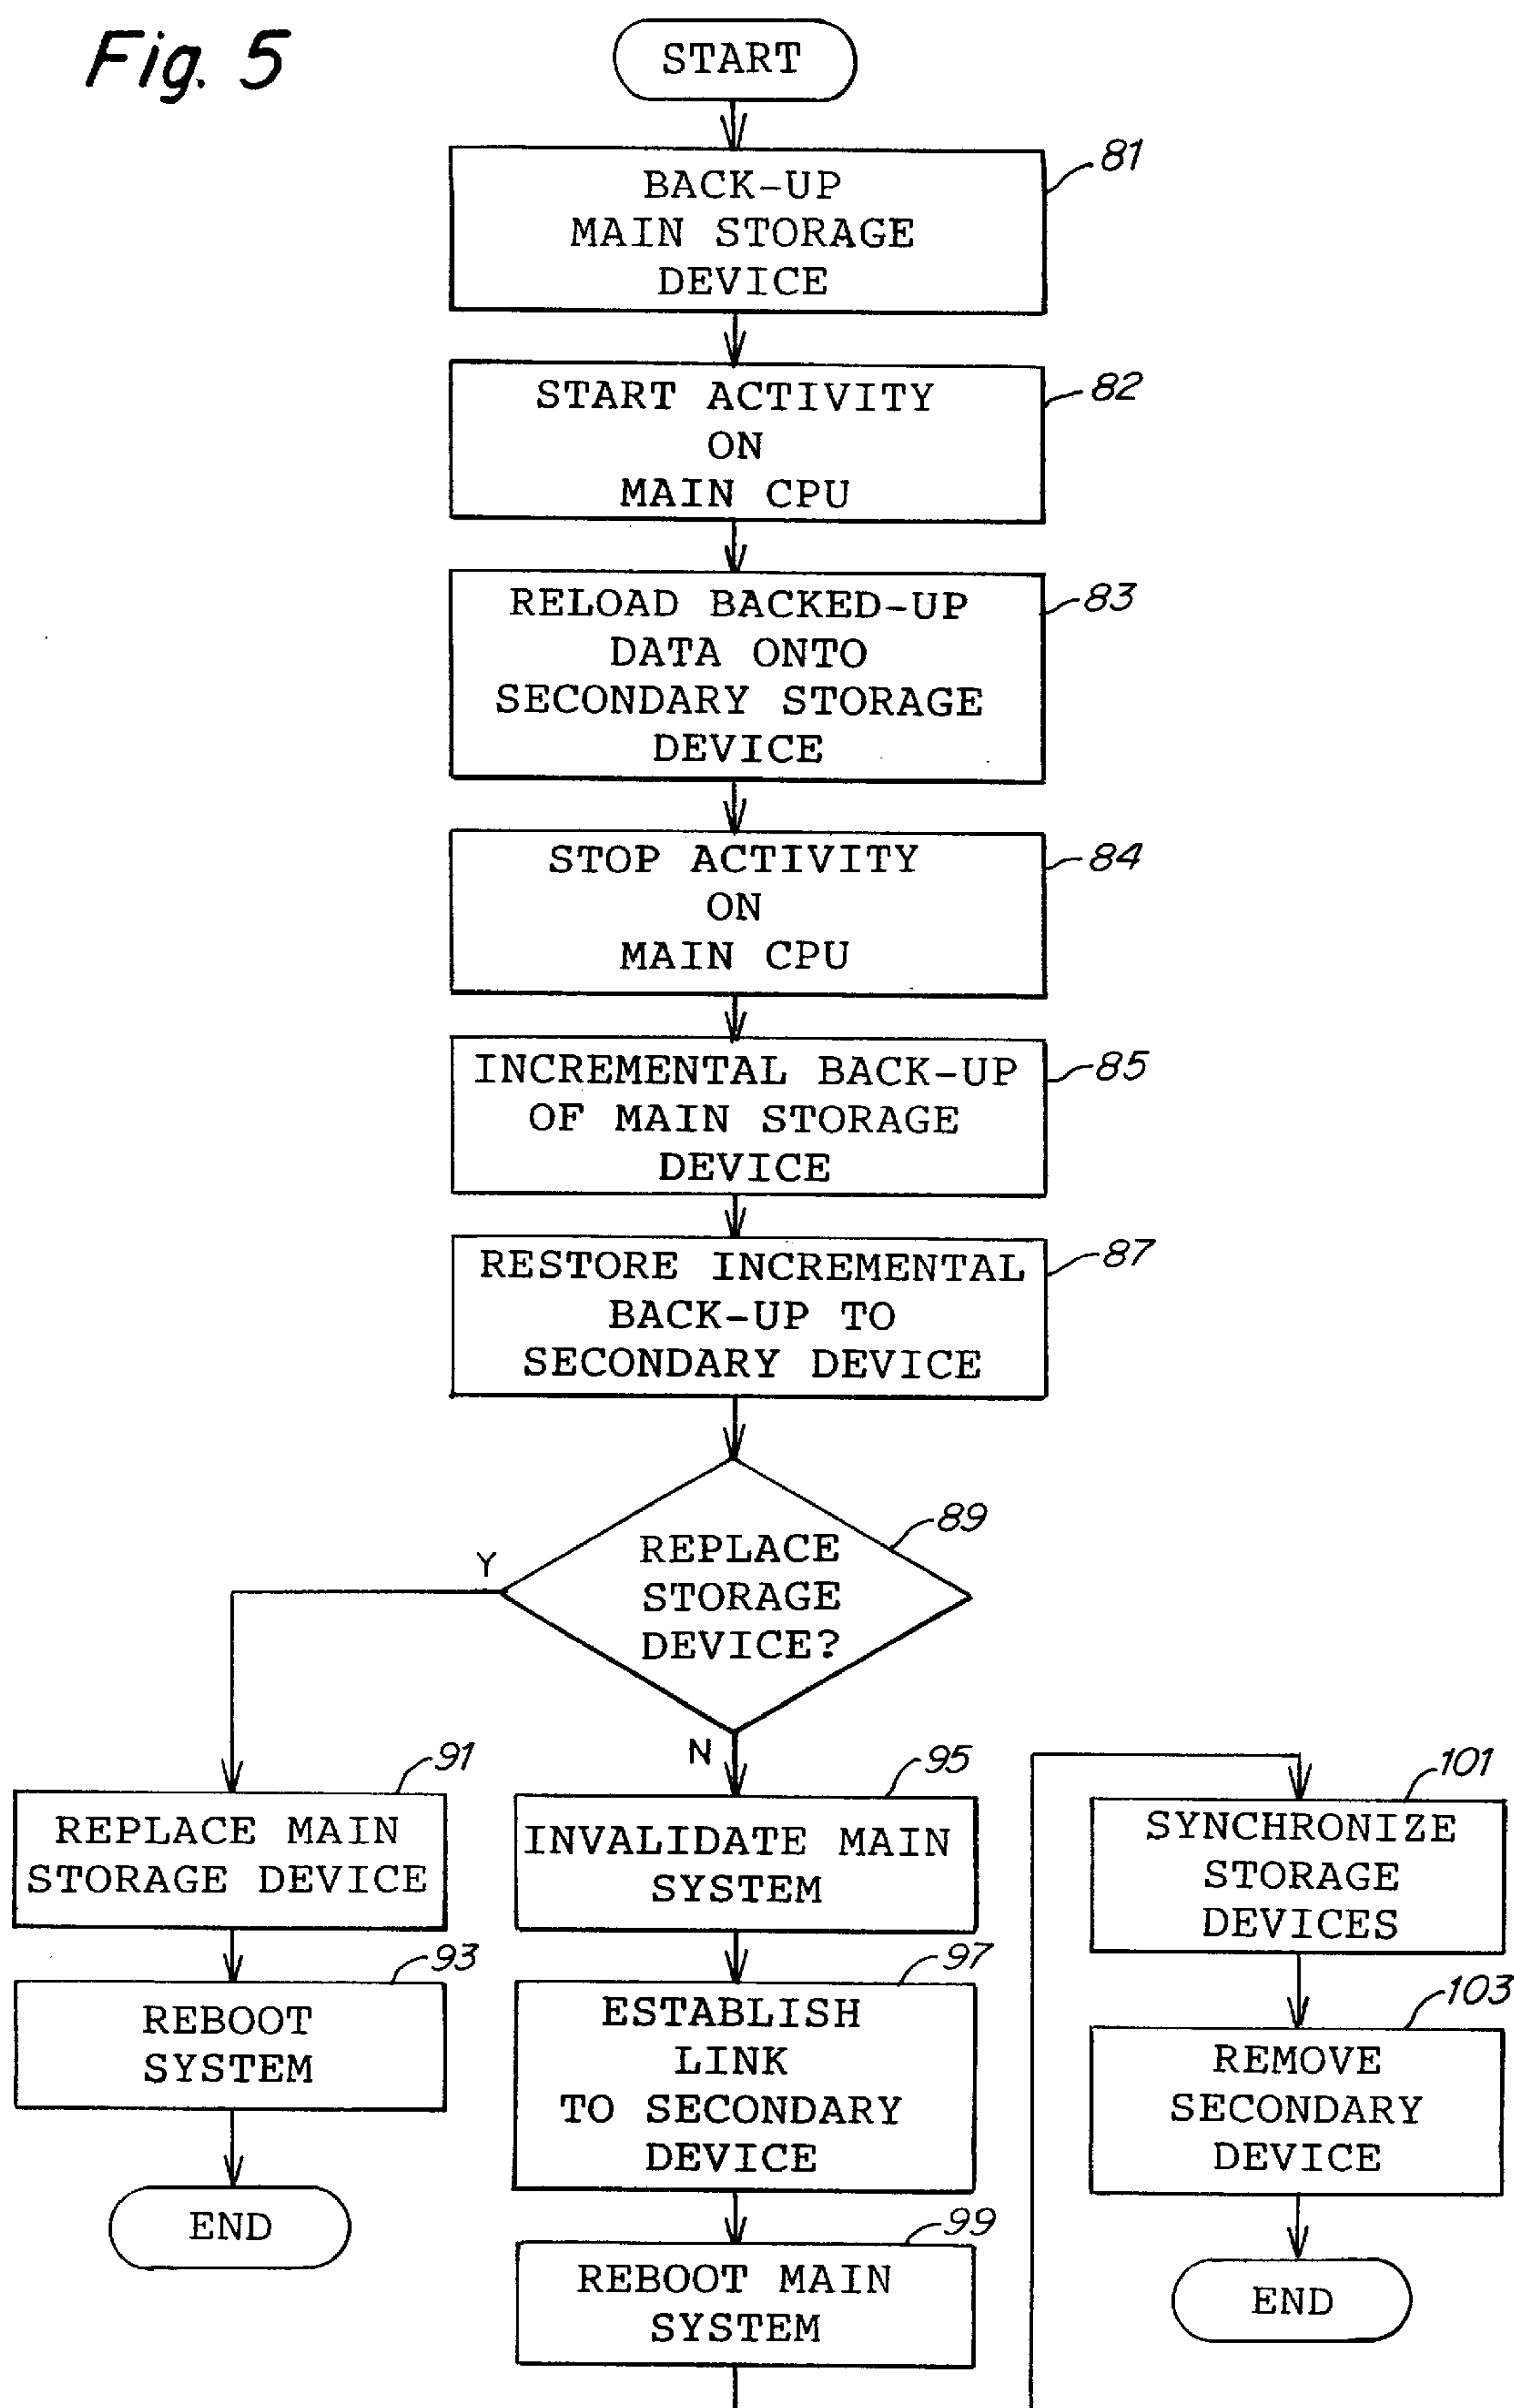 Fig. 5
START
81
BACK-UP
MAIN STORAGE
DEVICE
82
START ACTIVITY
ON
MAIN CPU
83
RELOAD BACKED-UP
DATA ONTO
SECONDARY STORAGE
DEVICE
84
STOP ACTIVITY
ON
MAIN CPU
85
INCREMENTAL BACK-UP
OF MAIN STORAGE
DEVICE
87
RESTORE INCREMENTAL
BACK-UP TO
SECONDARY DEVICE
89
REPLACE
STORAGE
DEVICE?
Y
N
91
REPLACE MAIN
STORAGE DEVICE
93
REBOOT
SYSTEM
END
95
INVALIDATE MAIN
SYSTEM
97
ESTABLISH
LINK
TO SECONDARY
DEVICE
99
REBOOT MAIN
SYSTEM
101
SYNCHRONIZE
STORAGE
DEVICES
103
REMOVE
SECONDARY
DEVICE
END